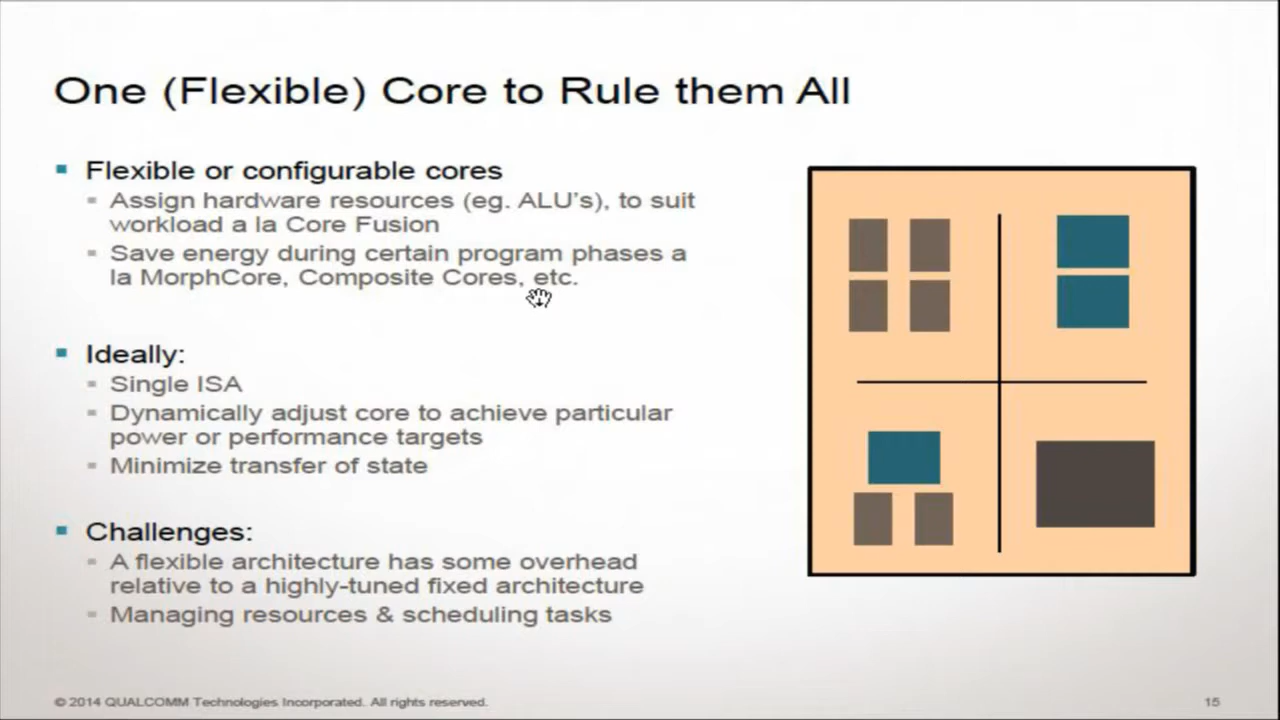 One (Flexible) Core to Rule them All
Flexible or configurable cores
Assign hardware resources (eg. ALU's), to suit
workload a la Core Fusion
Save energy during certain program phases a
la MorphCore, Composite Cores, etc.
Ideally:
Single ISA
Dynamically adjust core to achieve particular
power or performance targets
Minimize transfer of state
Challenges:
A flexible architecture has some overhead
relative to a highly-tuned fixed architecture
Managing resources & scheduling tasks
© 2014 QUALCOMM Technologies Incorporated. All rights reserved.
15